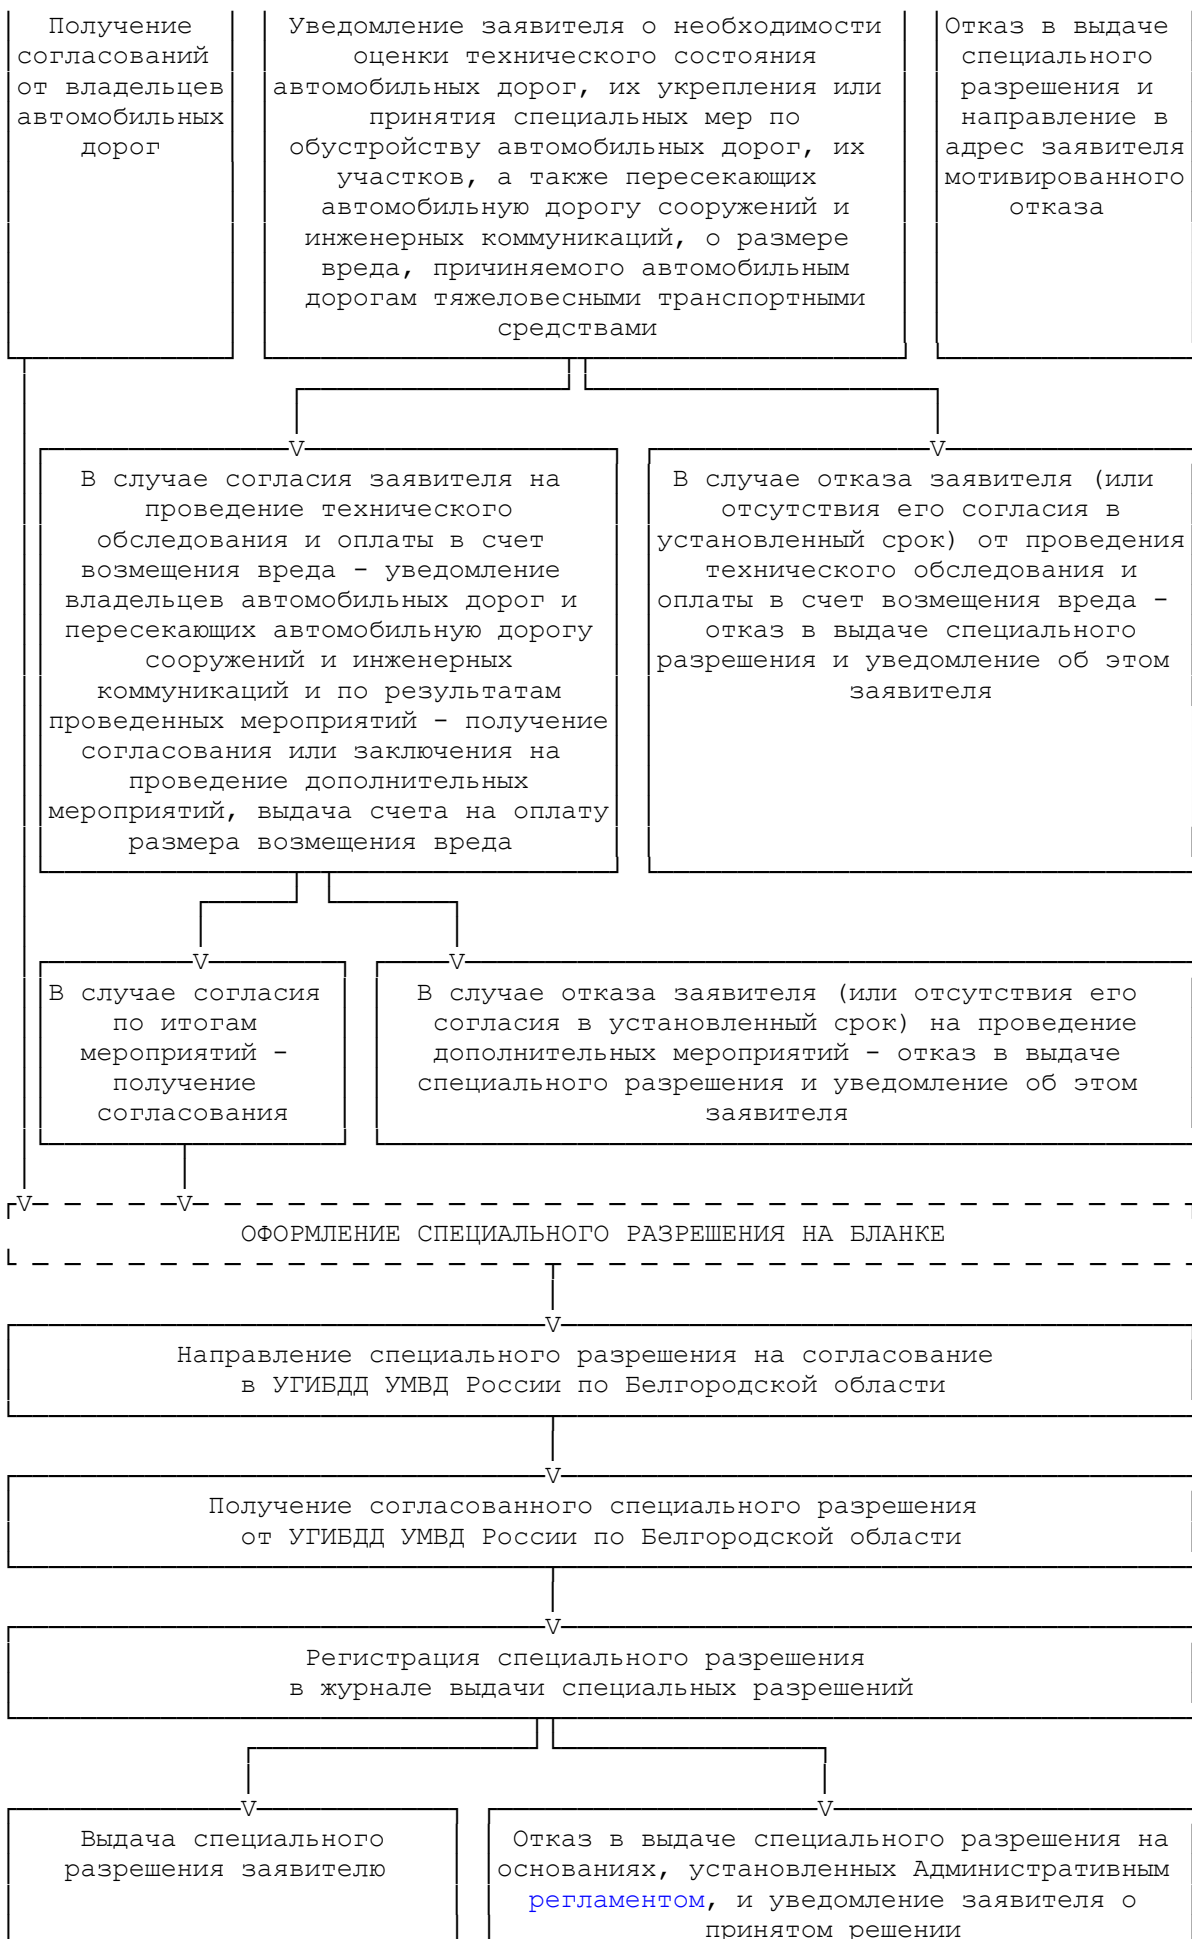 Получение
согласований
от владельцев
автомобильных
дорог
Уведомление заявителя о необходимости
оценки технического состояния
автомобильных дорог, их укрепления или
принятия специальных мер по
обустройству автомобильных дорог, их
участков, а также пересекающих
автомобильную дорогу сооружений и
инженерных коммуникаций, о размере
вреда, причиняемого автомобильным
дорогам тяжеловесными транспортными
средствами
Отказ в выдаче
специального
разрешения и
направление в
адрес заявителя
мотивированного
отказа
В случае согласия заявителя на
проведение технического
обследования и оплаты в счет
возмещения вреда - уведомление
владельцев автомобильных дорог и
пересекающих автомобильную дорогу
сооружений и инженерных
коммуникаций и по результатам
проведенных мероприятий - получение
согласования или заключения на
проведение дополнительных
мероприятий, выдача счета на оплату
размера возмещения вреда
В случае отказа заявителя (или
отсутствия его согласия в
установленный срок) от проведения
технического обследования и
оплаты в счет возмещения вреда -
отказ в выдаче специального
разрешения и уведомление об этом
заявителя
В случае согласия
по итогам
мероприятий -
получение
согласования
В случае отказа заявителя (или отсутствия его
согласия в установленный срок) на проведение
дополнительных мероприятий - отказ в выдаче
специального разрешения и уведомление об этом
заявителя
ОФОРМЛЕНИЕ СПЕЦИАЛЬНОГО РАЗРЕШЕНИЯ НА БЛАНКЕ
Направление специального разрешения на согласование
в УГИБДД УМВД России по Белгородской области
Получение согласованного специального разрешения
от УГИБДД УМВД России по Белгородской области
Регистрация специального разрешения
в журнале выдачи специальных разрешений
Выдача специального
разрешения заявителю
Отказ в выдаче специального разрешения на
основаниях, установленных Административным
регламентом, и уведомление заявителя о
принятом решении